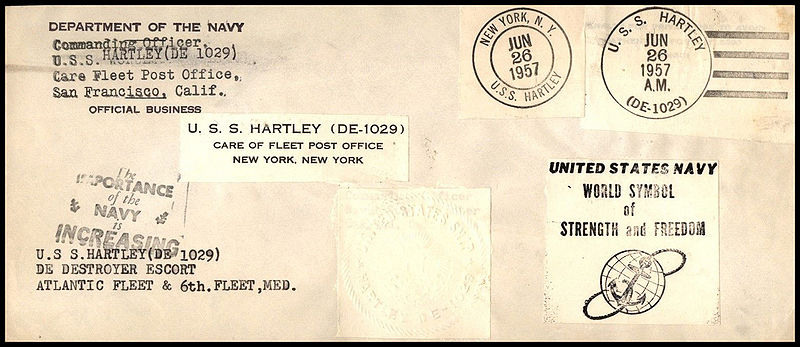 DEPARTMENT OF THE NAVY
Commanding Officer.
U.S.S. HARTLEY(DE 1029)
Care Fleet Post Office,
San Francisco, Calif.,
OFFICIAL BUSINESS
NEW YORK, N. Y.
JUN
26
1957
U.S.S. HARTLEY
U. S. S. HARTLEY
JUN
26
1957
A.M.
(DE-1029)
U. S. S. HARTLEY (DE-1029)
CARE OF FLEET POST OFFICE
NEW YORK, NEW YORK
The
IMPORTANCE
of the
NAVY
is
INCREASING
UNITED STATES NAVY
WORLD SYMBOL
of
STRENGTH and FREEDOM
U.S S.HARTLEY(DE 1029)
DE DESTROYER ESCORT
ATLANTIC FLEET & 6th.FLEET,MED.